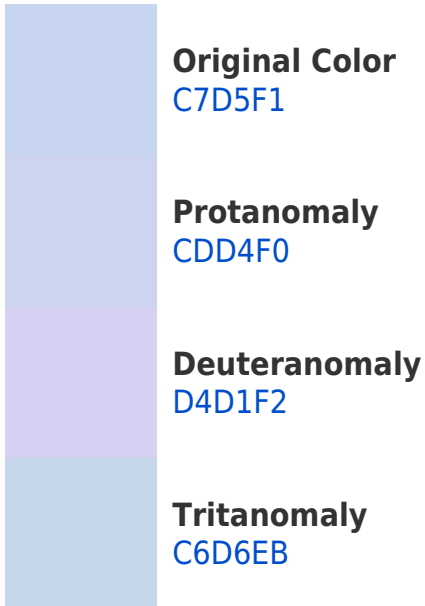 Original Color
C7D5F1
Protanomaly
CDD4F0
Deuteranomaly
D4D1F2
Tritanomaly
C6D6EB